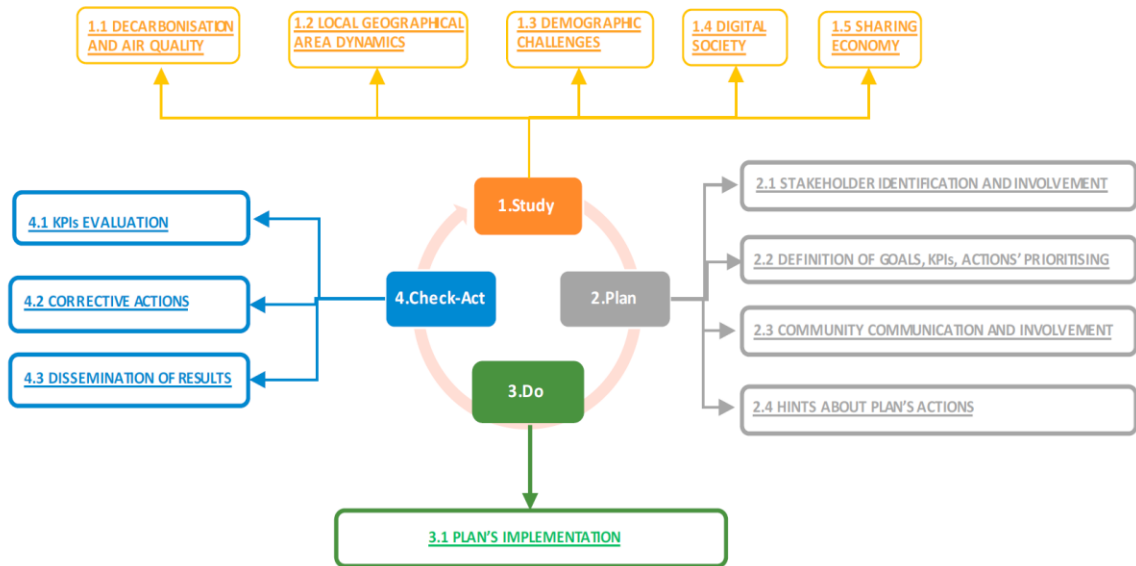 1.1 DECARBONISATION
AND AIR QUALITY
1.2 LOCAL GEOGRAPHICAL
AREA DYNAMICS
1.3 DEMOGRAPHIC
CHALLENGES
1.4 DIGITAL
SOCIETY
1.5 SHARING
ECONOMY
1.Study
2.Plan
3.Do
4.Check-Act
2.1 STAKEHOLDER IDENTIFICATION AND INVOLVEMENT
2.2 DEFINITION OF GOALS, KPIs, ACTIONS’ PRIORITISING
2.3 COMMUNITY COMMUNICATION AND INVOLVEMENT
2.4 HINTS ABOUT PLAN’S ACTIONS
3.1 PLAN’S IMPLEMENTATION
4.1 KPIs EVALUATION
4.2 CORRECTIVE ACTIONS
4.3 DISSEMINATION OF RESULTS